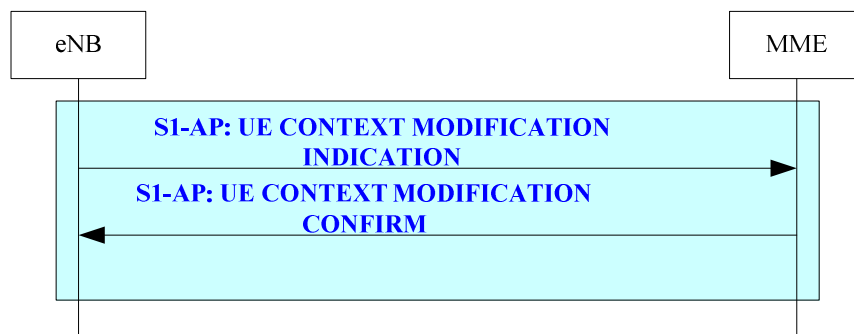 eNB
MME
S1-AP: UE CONTEXT MODIFICATION
INDICATION
S1-AP: UE CONTEXT MODIFICATION
CONFIRM